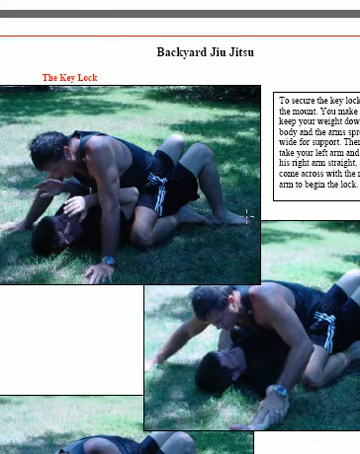 Backyard Jiu Jitsu
The Key Lock
To secure the key lock
the mount. You make
keep your weight dow
body and the arms spr
wide for support. Ther
take your left arm and
his right arm straight,
come across with the r
arm to begin the lock.